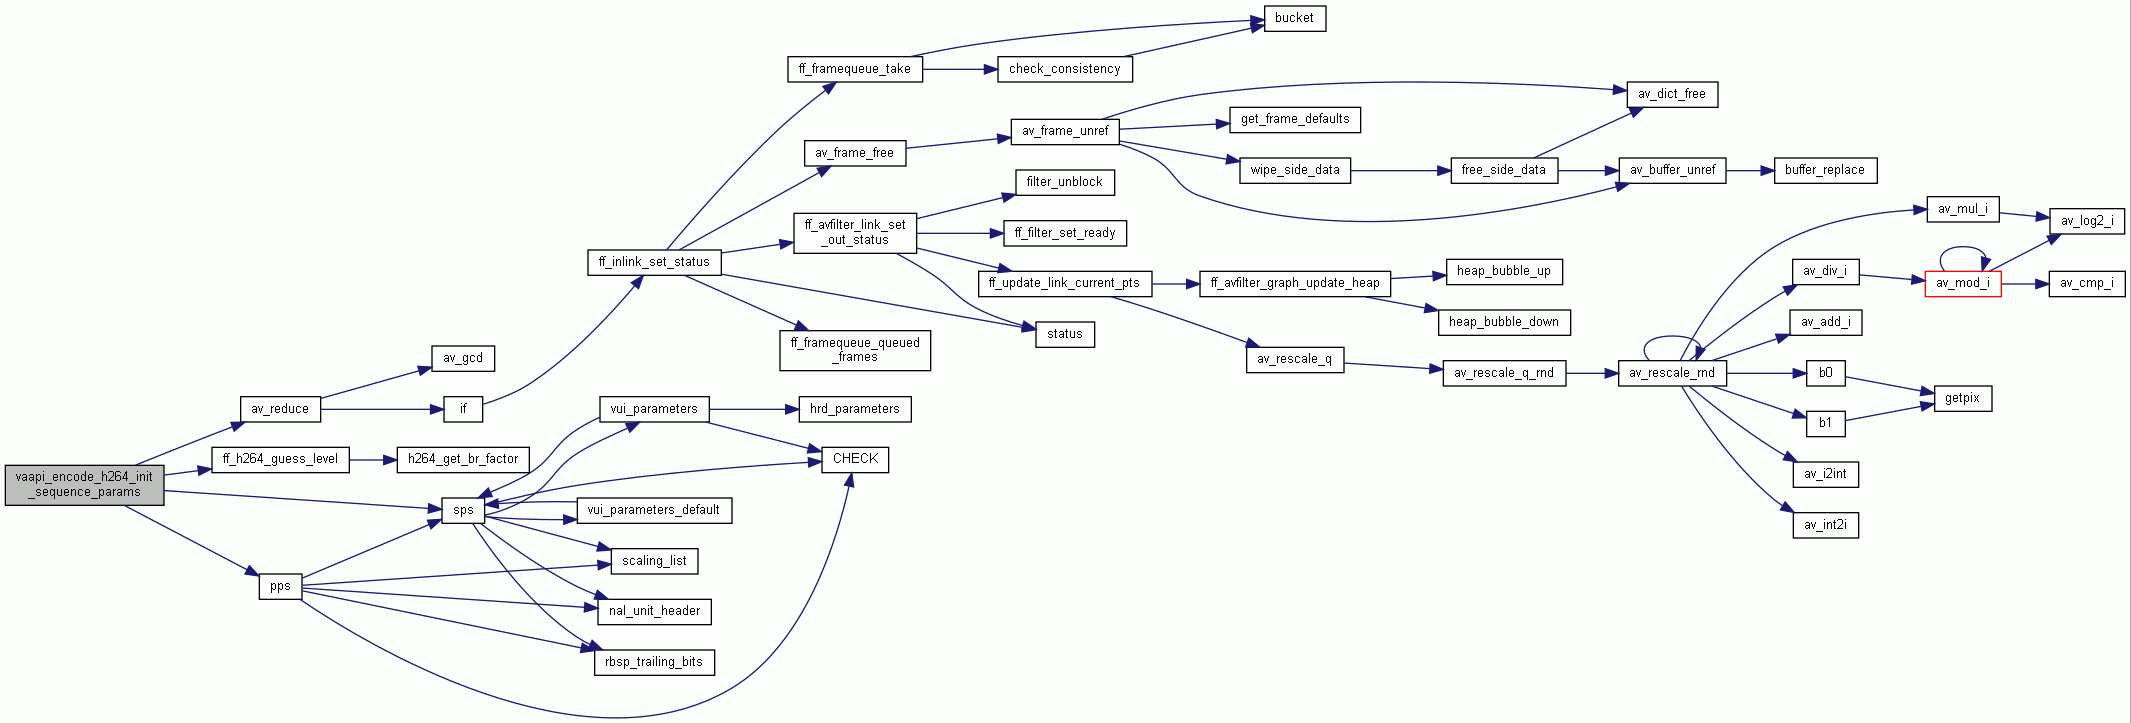 bucket
ff_framequeue_take
check_consistency
av_dict_free
get_frame_defaults
av_frame_unref
av_frame_free
wipe_side_data
free_side_data
av_buffer_unref
buffer_replace
filter_unblock
av_mul_i
av_log2_i
ff_avfilter_link_set
_out_status
ff_filter_set_ready
ff_inlink_set_status
heap_bubble_up
av_div_i
ff_update_link_current_pts
ff_avfilter_graph_update_heap
av_mod_i
av_cmp_i
heap_bubble_down
av_add_i
status
ff_framequeue_queued
_frames
av_gcd
av_rescale_q
av_rescale_q_rnd
av_rescale_rnd
b0
getpix
av_reduce
if
vui_parameters
hrd_parameters
b1
ff_h264_guess_level
h264_get_br_factor
CHECK
av_i2int
vaapi_encode_h264_init
_sequence_params
sps
vui_parameters_default
av_int2i
scaling_list
pps
nal_unit_header
rbsp_trailing_bits